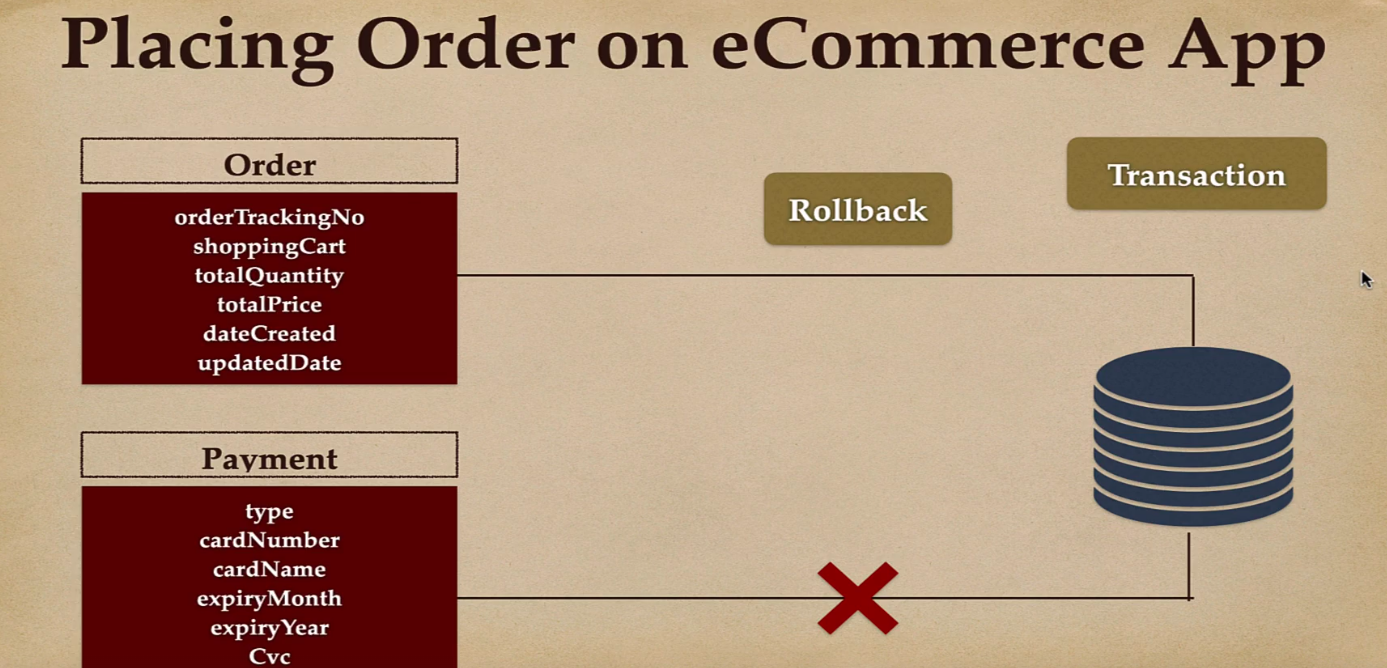 Placing Order on eCommerce App
Order
orderTrackingNo
shoppingCart
totalQuantity
totalPrice
dateCreated
updatedDate
Rollback
Transaction
Payment
type
cardNumber
cardName
expiryMonth
expiryYear
Cvc